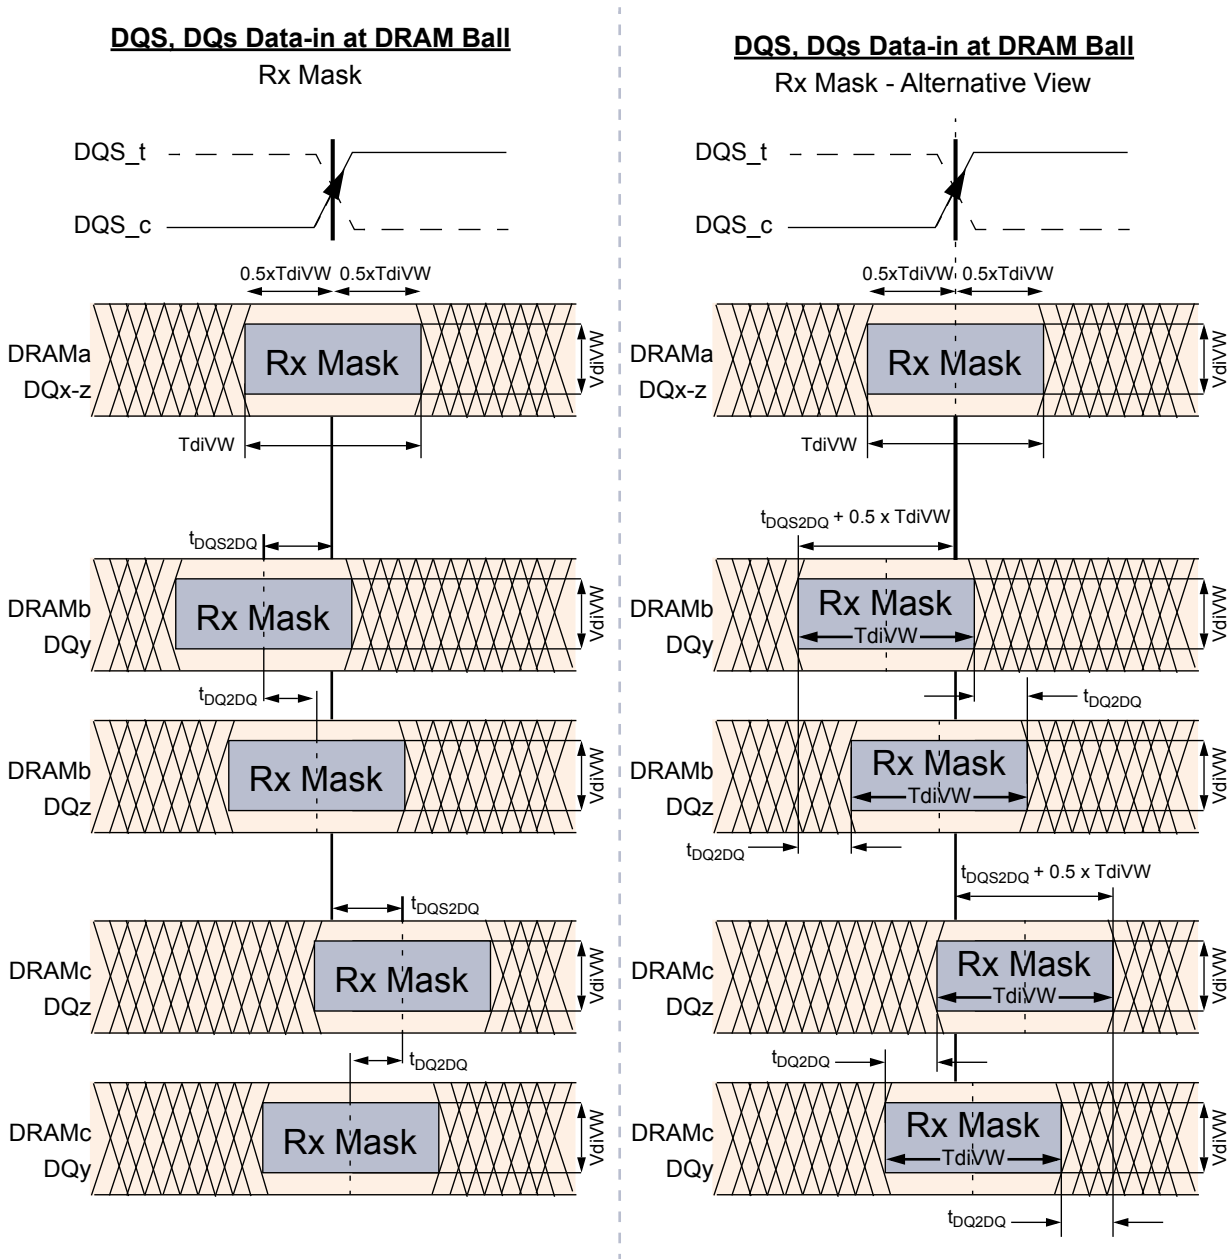 DQS, DQs Data-in at DRAM Ball
Rx Mask
DQS_t
DQS_c
0.5xTdiVW 0.5xTdiVW
DRAMa
DQx-z
Rx Mask
VdiVW
TdiVW
tDQS2DQ
DRAMb
DQy
Rx Mask
VdiVW
tDQ2DQ
DRAMb
DQz
Rx Mask
VdiVW
tDQS2DQ
DRAMc
DQz
Rx Mask
VdiVW
tDQ2DQ
DRAMc
DQy
Rx Mask
VdiVW
DQS, DQs Data-in at DRAM Ball
Rx Mask - Alternative View
DQS_t
DQS_c
0.5xTdiVW 0.5xTdiVW
DRAMa
DQx-z
Rx Mask
VdiVW
TdiVW
tDQS2DQ + 0.5 x TdiVW
DRAMb
DQy
Rx Mask
TdiVW
VdiVW
tDQ2DQ
DRAMb
DQz
Rx Mask
TdiVW
VdiVW
tDQ2DQ
tDQS2DQ + 0.5 x TdiVW
DRAMc
DQz
Rx Mask
TdiVW
VdiVW
tDQ2DQ
DRAMc
DQy
Rx Mask
TdiVW
VdiVW
tDQ2DQ